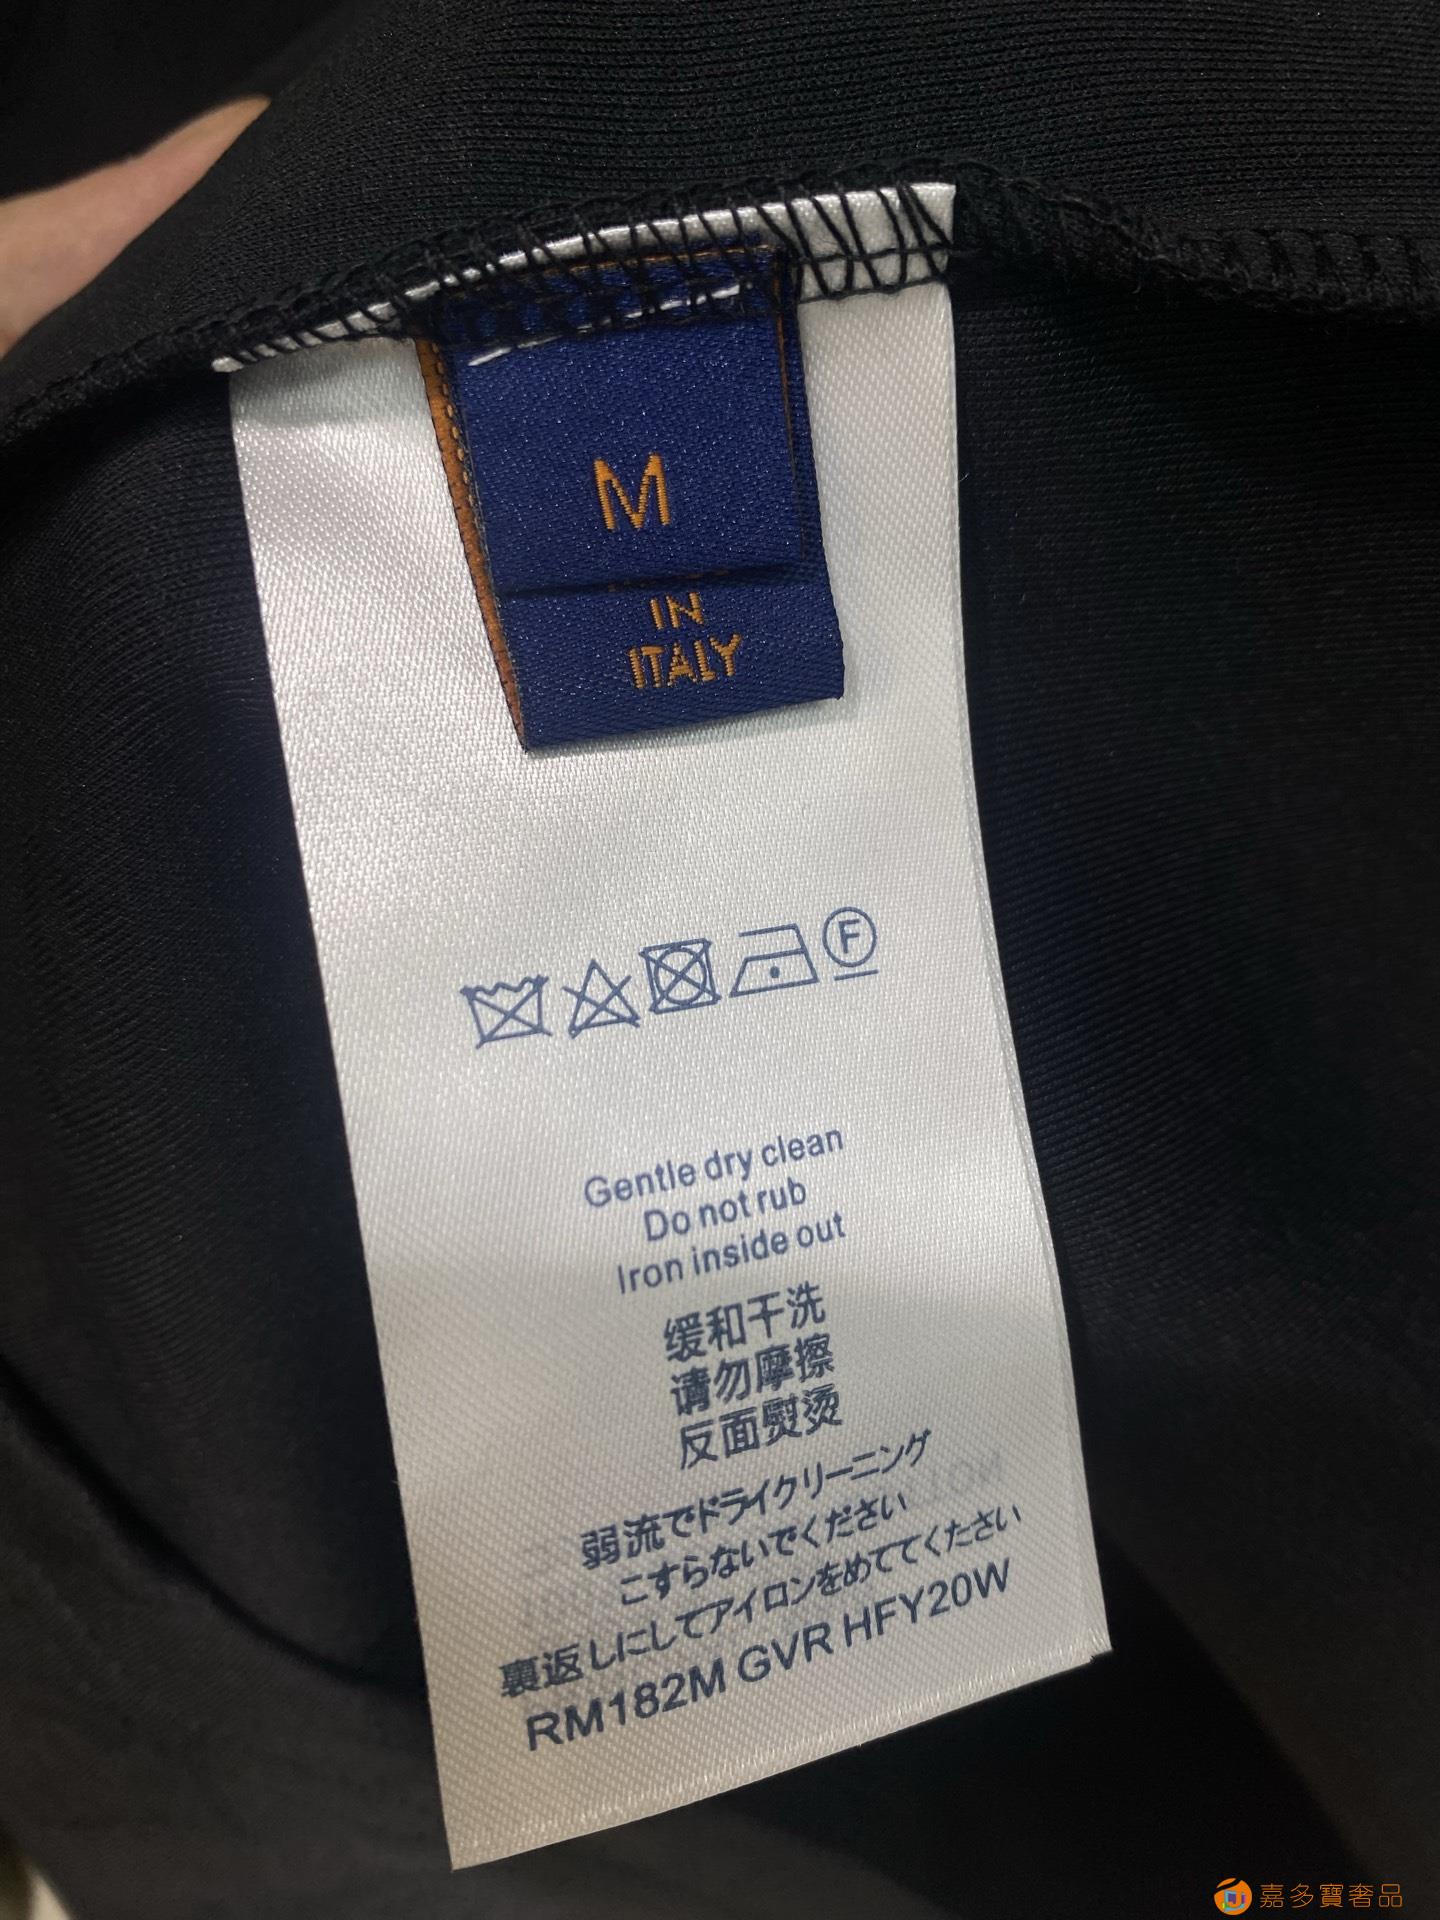 M
IN
ITALY
F
Gentle dry clean
Do not rub
Iron inside out
缓和干洗
请勿摩擦
反面熨烫
弱流でドライクリーニング
こすらないでください
裏返しにしてアイロンをめててくたさい
RM182M GVR HFY20W
嘉多寶奢品